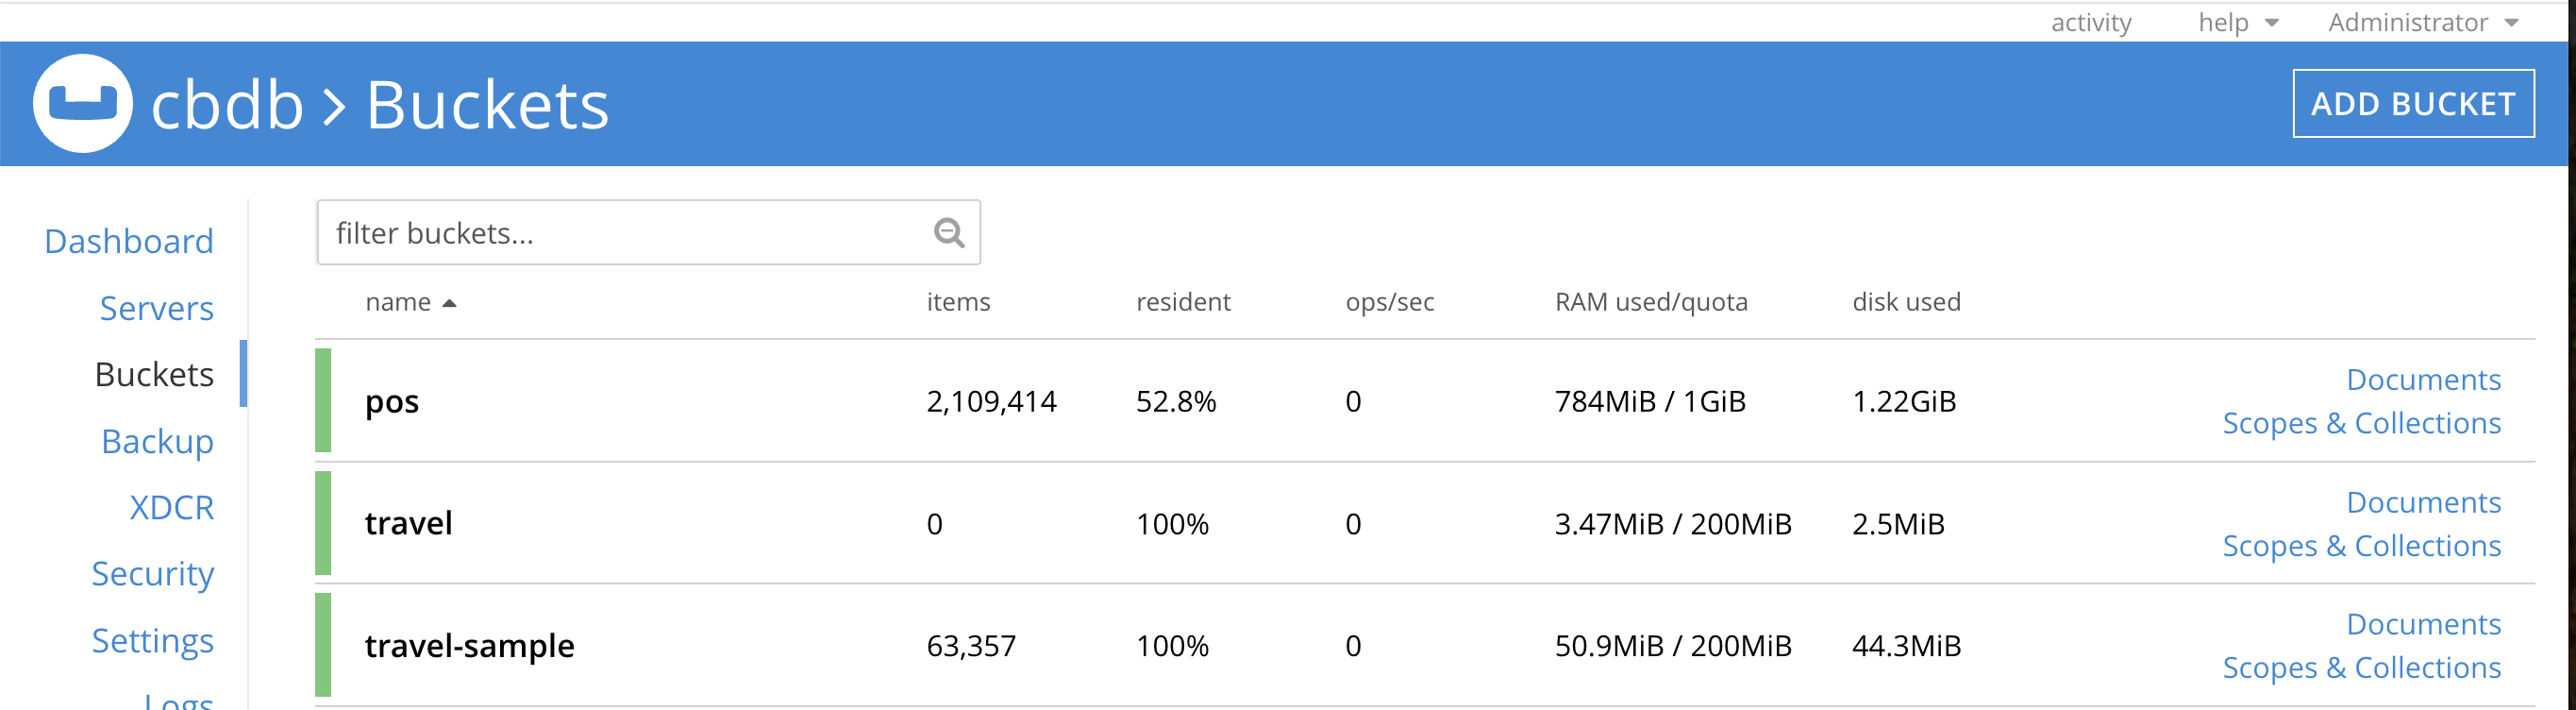 activity help Administrator
cbdb > Buckets
ADD BUCKET
Dashboard
Servers
Buckets
Backup
XDCR
Security
Settings
Logs
filter buckets...
name items resident ops/sec RAM used/quota disk used
pos 2,109,414 52.8% 0 784MiB / 1GiB 1.22GiB
Documents
Scopes & Collections
travel 0 100% 0 3.47MiB / 200MiB 2.5MiB
Documents
Scopes & Collections
travel-sample 63,357 100% 0 50.9MiB / 200MiB 44.3MiB
Documents
Scopes & Collections